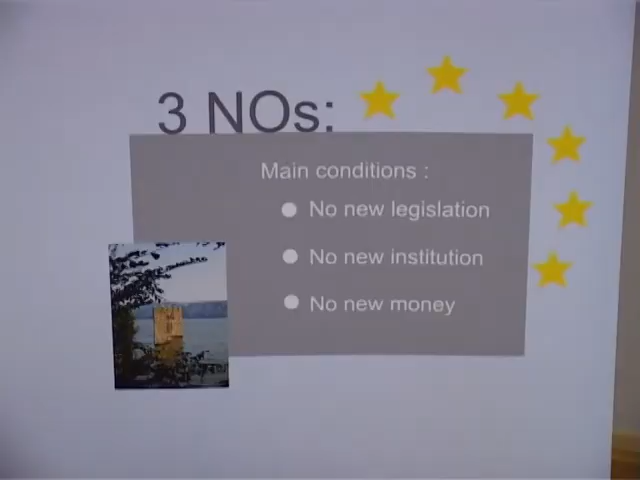 3 NOs:
Main conditions :
No new legislation
No new institution
No new money